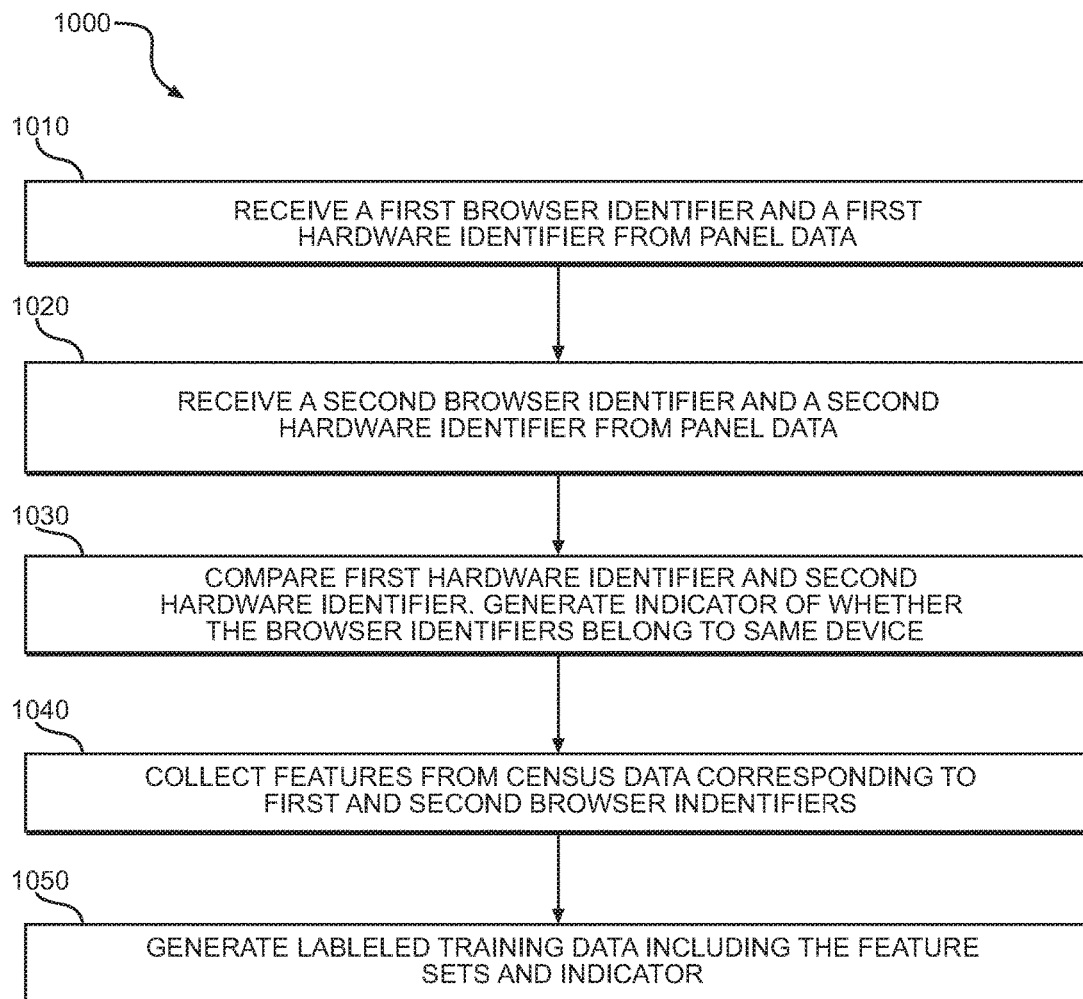 1000
1010
RECEIVE A FIRST BROWSER IDENTIFIER AND A FIRST
HARDWARE IDENTIFIER FROM PANEL DATA
1020
RECEIVE A SECOND BROWSER IDENTIFIER AND A SECOND
HARDWARE IDENTIFIER FROM PANEL DATA
1030
COMPARE FIRST HARDWARE IDENTIFIER AND SECOND
HARDWARE IDENTIFIER. GENERATE INDICATOR OF WHETHER
THE BROWSER IDENTIFIERS BELONG TO SAME DEVICE
1040
COLLECT FEATURES FROM CENSUS DATA CORRESPONDING TO
FIRST AND SECOND BROWSER INDENTIFIERS
1050
GENERATE LABLELED TRAINING DATA INCLUDING THE FEATURE
SETS AND INDICATOR